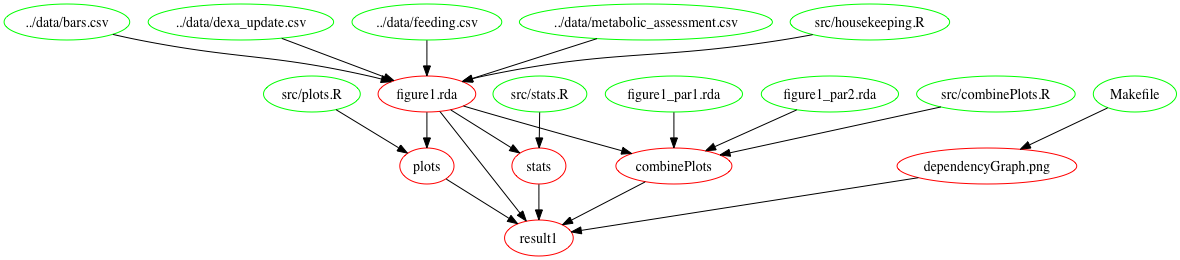 ../data/bars.csv
../data/dexa_update.csv
../data/feeding.csv
../data/metabolic_assessment.csv
src/housekeeping.R
src/plots.R
figure1.rda
src/stats.R
figure1_par1.rda
figure1_par2.rda
src/combinePlots.R
Makefile
plots
stats
combinePlots
dependencyGraph.png
result1